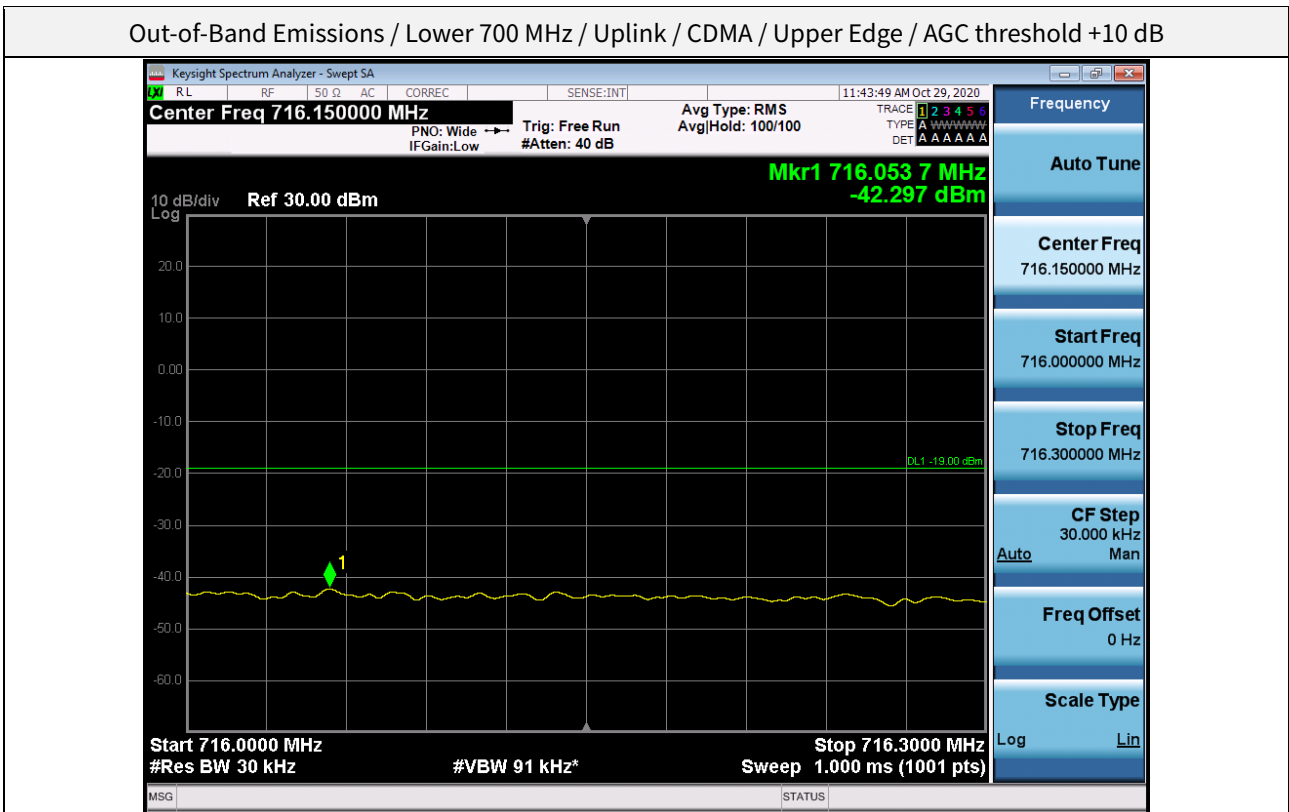 Out-of-Band Emissions / Lower 700 MHz / Uplink / CDMA / Upper Edge / AGC threshold +10 dB
Keysight Spectrum Analyzer - Swept SA
LXI RL RF 50 Ω AC CORREC SENSE:INT 11:43:49 AM Oct 29, 2020
Center Freq 716.150000 MHz
PNO: Wide
IFGain:Low
Trig: Free Run
#Atten: 40 dB
Avg Type: RMS
Avg|Hold: 100/100
TRACE 1 2 3 4 5 6
TYPE A WWWWW
DET A A A A A A
Mkr1 716.053 7 MHz
-42.297 dBm
10 dB/div Ref 30.00 dBm
Log
20.0
10.0
0.00
-10.0
DL1 -19.00 dBm
-20.0
-30.0
1
-40.0
-50.0
-60.0
Start 716.0000 MHz Stop 716.3000 MHz
#Res BW 30 kHz #VBW 91 kHz* Sweep 1.000 ms (1001 pts)
MSG STATUS
Frequency
Auto Tune
Center Freq
716.150000 MHz
Start Freq
716.000000 MHz
Stop Freq
716.300000 MHz
CF Step
30.000 kHz
Auto Man
Freq Offset
0 Hz
Scale Type
Log Lin